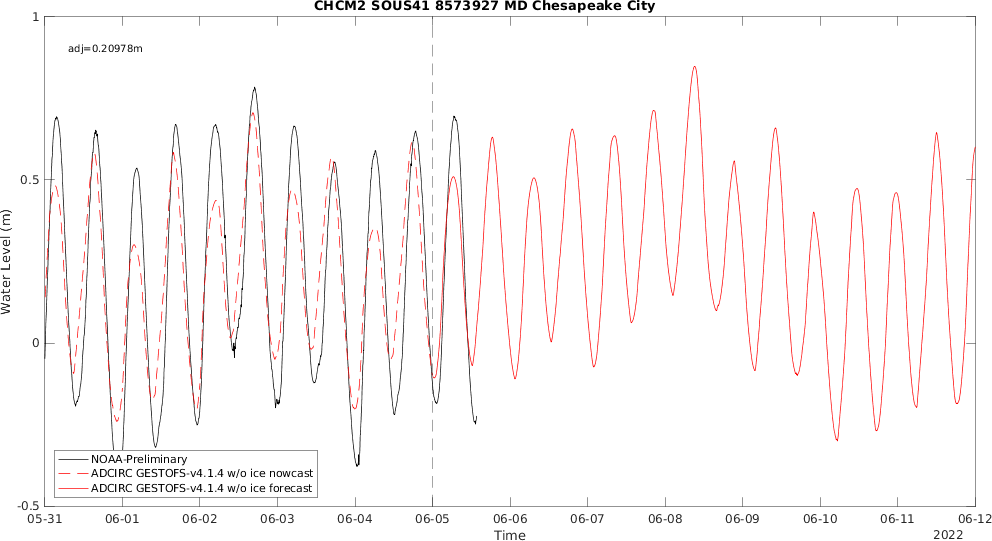 CHCM2 SOUS41 8573927 MD Chesapeake City
1
adj=0.20978m
0.5
Water Level (m)
0
NOAA-Preliminary
ADCIRC GESTOFS-v4.1.4 w/o ice nowcast
ADCIRC GESTOFS-v4.1.4 w/o ice forecast
-0.5
05-31 06-01 06-02 06-03 06-04 06-05 06-06 06-07 06-08 06-09 06-10 06-11 06-12
Time 2022